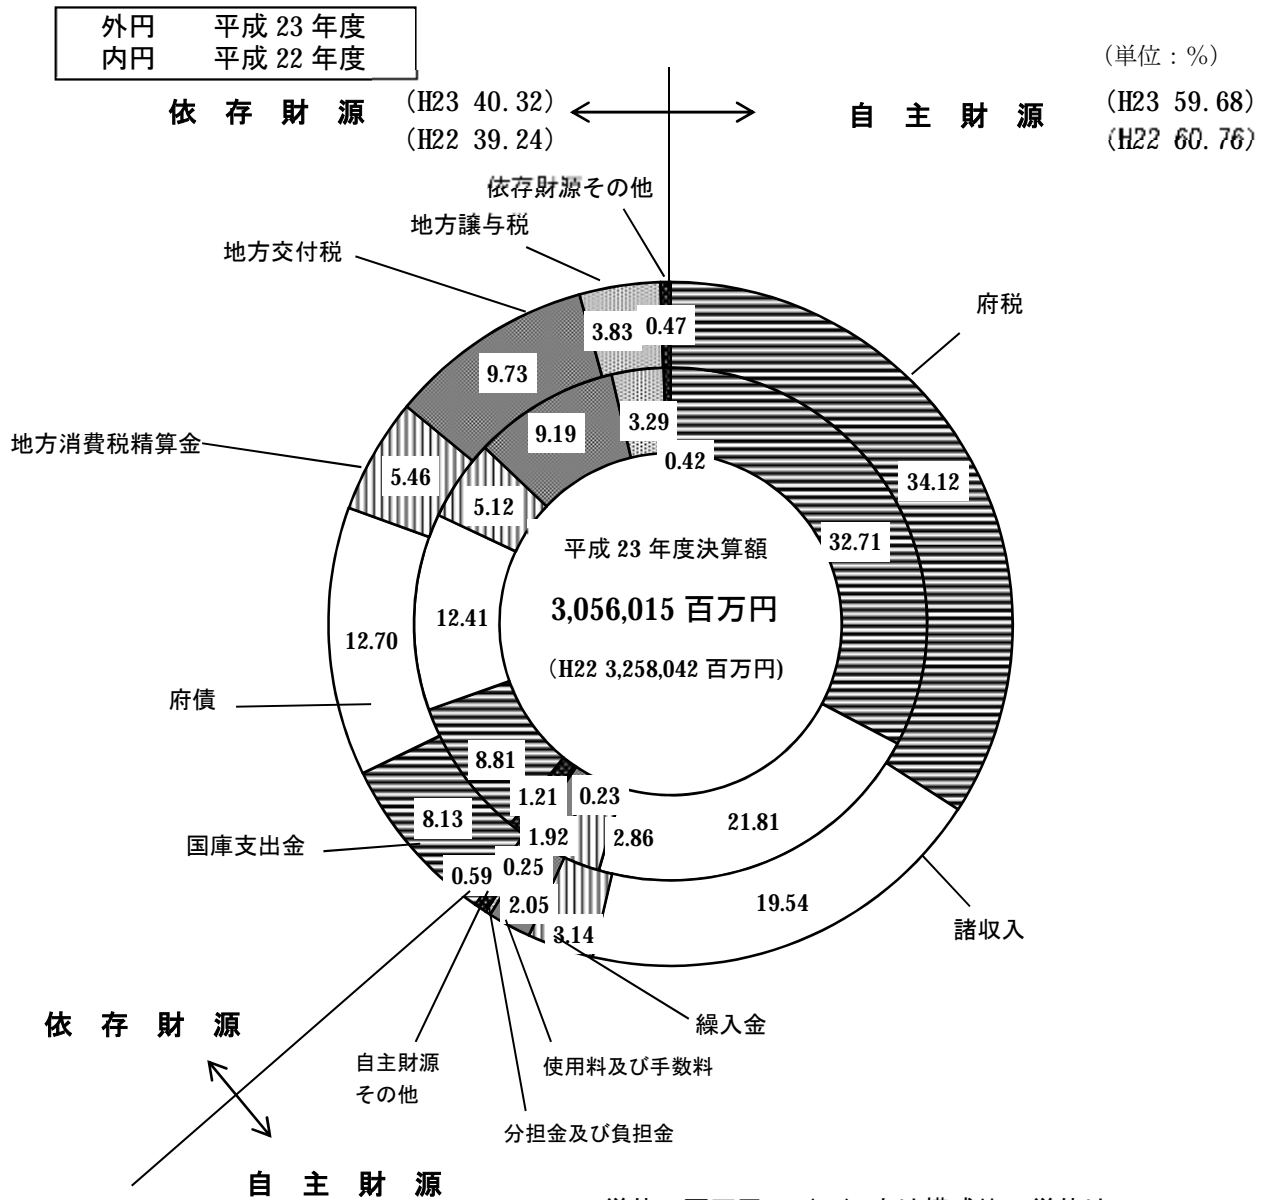 外円 平成 23 年度
内円 平成 22 年度
(単位：%)
依 存 財 源 (H23 40.32)
(H22 39.24)
自 主 財 源 (H23 59.68)
(H22 60.76)
依存財源その他
地方譲与税
地方交付税
府税
3.83
0.47
9.73
3.29
9.19
0.42
地方消費税精算金
5.46
34.12
5.12
32.71
平成 23 年度決算額
3,056,015 百万円
(H22 3,258,042 百万円)
12.41
12.70
府債
8.81
1.21
0.23
8.13
1.92
2.86
21.81
国庫支出金
0.59
0.25
2.05
3.14
19.54
諸収入
繰入金
依 存 財 源
自主財源
その他
使用料及び手数料
分担金及び負担金
自 主 財 源